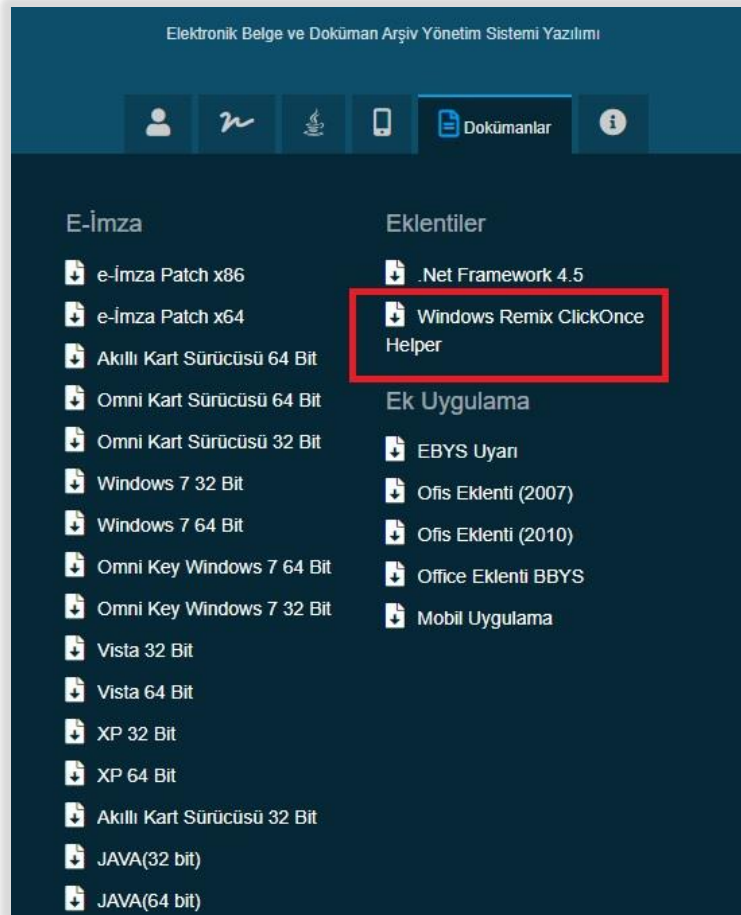 Elektronik Belge ve Doküman Arşiv Yönetim Sistemi Yazılımı
Dokümanlar
E-İmza
e-İmza Patch x86
e-İmza Patch x64
Akıllı Kart Sürücüsü 64 Bit
Omni Kart Sürücüsü 64 Bit
Omni Kart Sürücüsü 32 Bit
Windows 7 32 Bit
Windows 7 64 Bit
Omni Key Windows 7 64 Bit
Omni Key Windows 7 32 Bit
Vista 32 Bit
Vista 64 Bit
XP 32 Bit
XP 64 Bit
Akıllı Kart Sürücüsü 32 Bit
JAVA(32 bit)
JAVA(64 bit)
Eklentiler
.Net Framework 4.5
Windows Remix ClickOnce
Helper
Ek Uygulama
EBYS Uyarı
Ofis Eklenti (2007)
Ofis Eklenti (2010)
Office Eklenti BBYS
Mobil Uygulama